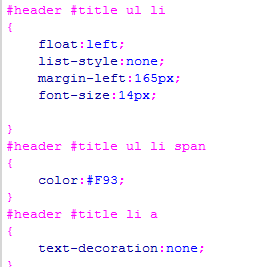 #header #title ul li
{
float:left;
list-style:none;
margin-left:165px;
font-size:14px;
}
#header #title ul li span
{
color:#F93;
}
#header #title li a
{
text-decoration:none;
}